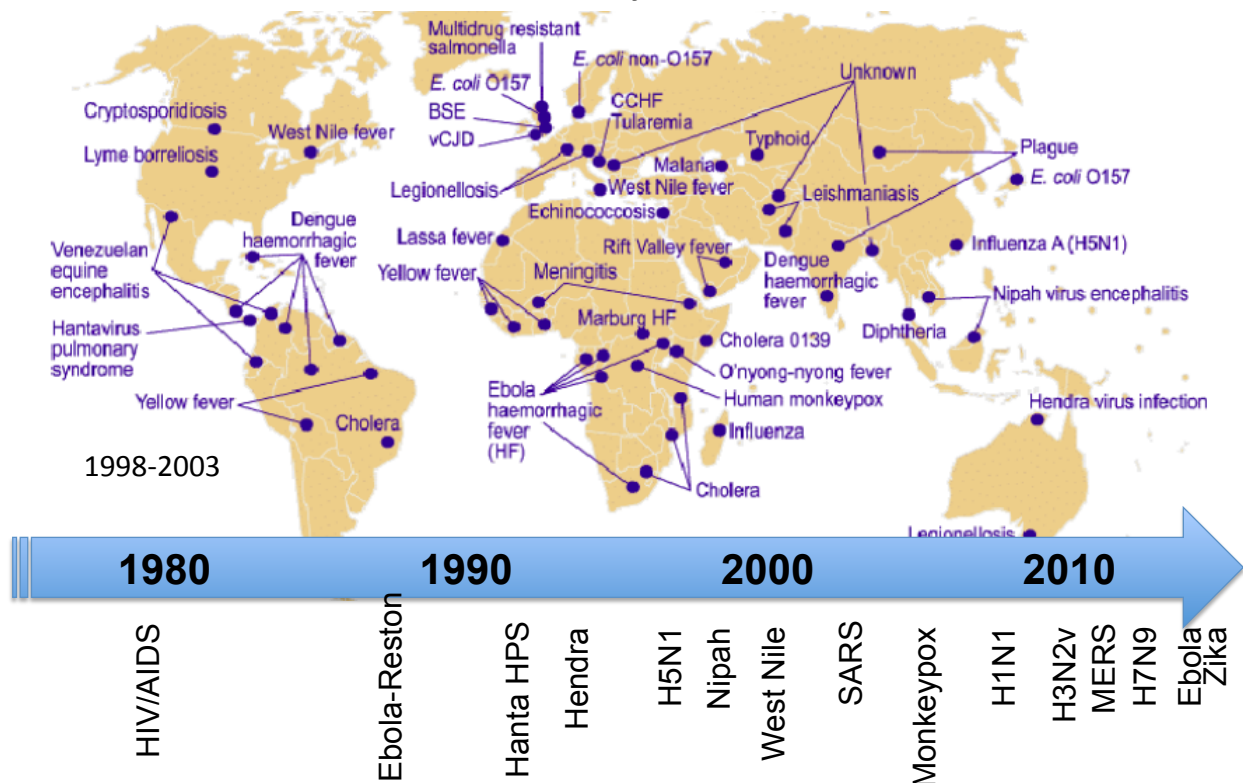 Multidrug resistant
salmonella
E. coli non-O157
E. coli O157
Unknown
Cryptosporidiosis
BSE
CCHF
Tularemia
West Nile fever
vCJD
Typhoid
Plague
Lyme borreliosis
Malaria
E. coli O157
Legionellosis
West Nile fever
Leishmaniasis
Echinococcosis
Dengue
haemorrhagic
fever
Lassa fever
Rift Valley fever
Influenza A (H5N1)
Venezuelan
equine
encephalitis
Yellow fever
Meningitis
Dengue
haemorrhagic
fever
Nipah virus encephalitis
Hantavirus
pulmonary
syndrome
Marburg HF
Cholera 0139
Diphtheria
O'nyong-nyong fever
Ebola
haemorrhagic
fever
(HF)
Human monkeypox
Yellow fever
Hendra virus infection
Cholera
Influenza
1998-2003
Cholera
Legionellosis
1980
1990
2000
2010
HIV/AIDS
Ebola-Reston
Hanta HPS
Hendra
H5N1
Nipah
West Nile
SARS
Monkeypox
H1N1
H3N2v
MERS
H7N9
Ebola
Zika